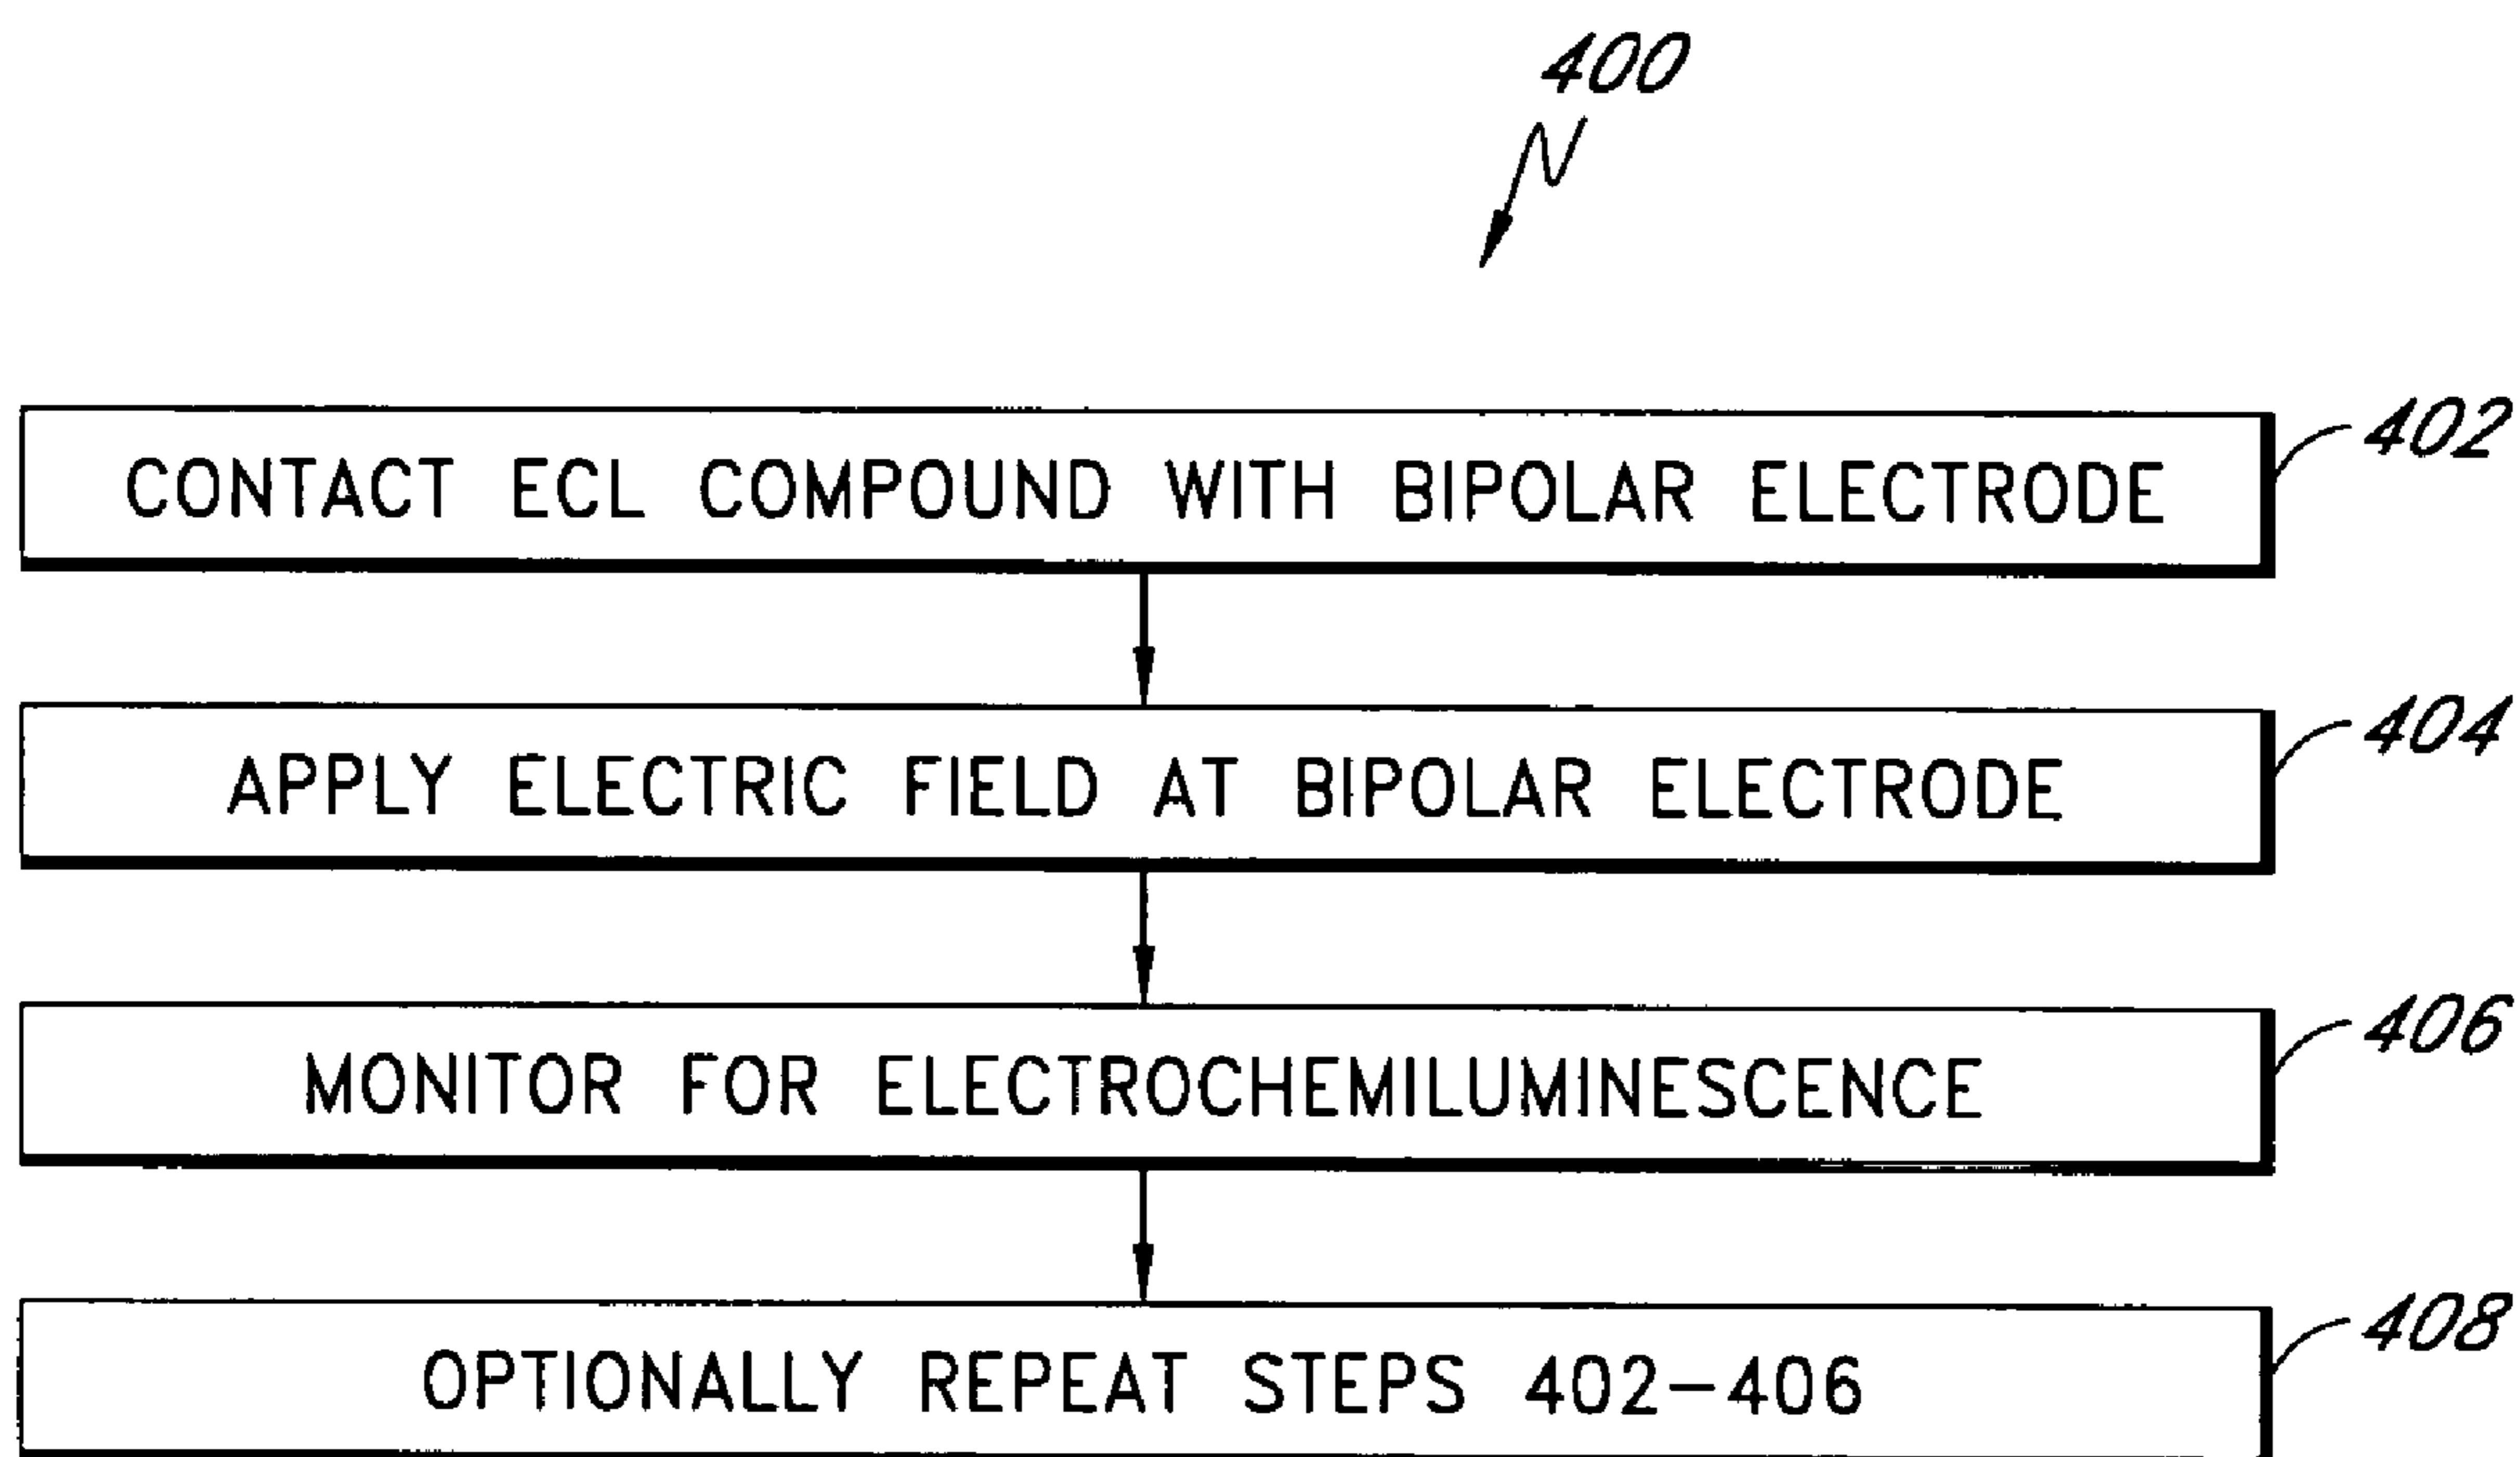 400
CONTACT ECL COMPOUND WITH BIPOLAR ELECTRODE
402
APPLY ELECTRIC FIELD AT BIPOLAR ELECTRODE
404
MONITOR FOR ELECTROCHEMILUMINESCENCE
406
OPTIONALLY REPEAT STEPS 402-406
408